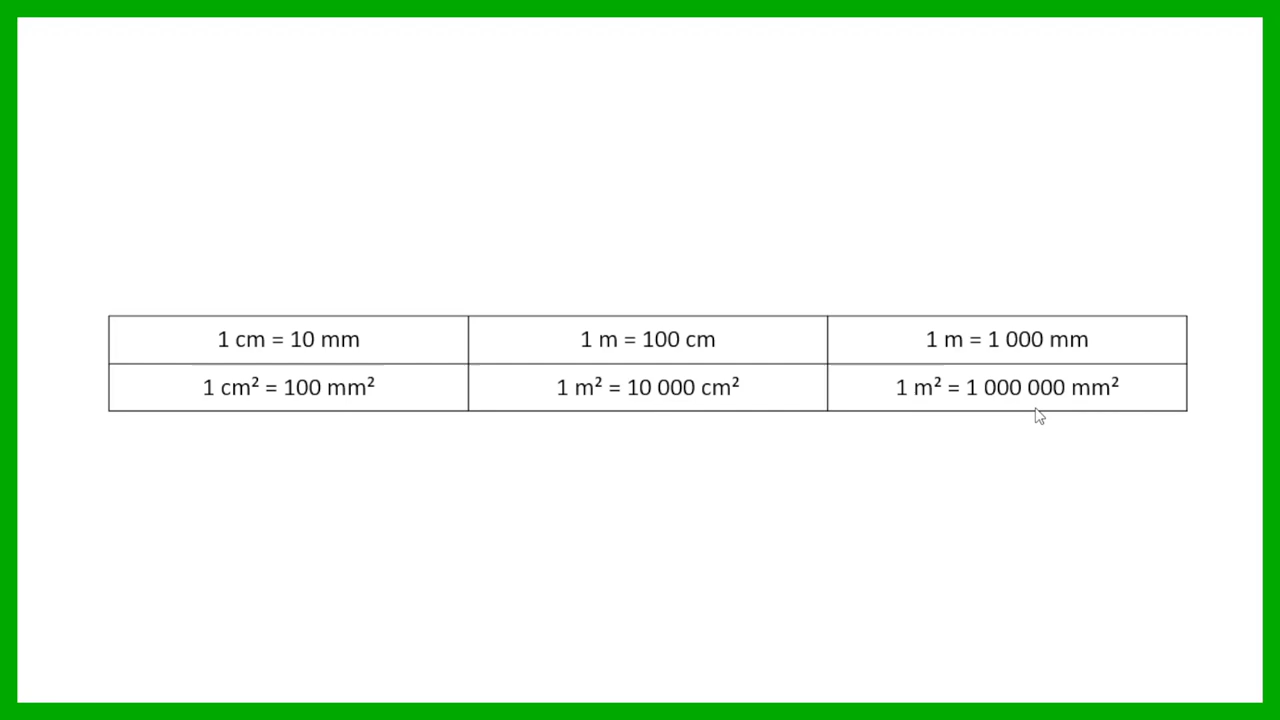 1 cm = 10 mm
1 m = 100 cm
1 m = 1 000 mm
1 cm² = 100 mm²
1 m² = 10 000 cm²
1 m² = 1 000 000 mm²